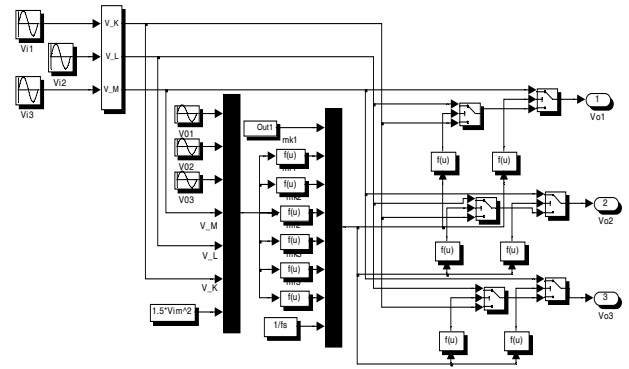 Vi1
Vi2
Vi3
V_K
V_L
V_M
V01
V02
V03
V_M
V_L
V_K
1.5*Vim^2
Out1
mk1
f(u)
f(u)
f(u)
f(u)
f(u)
f(u)
1/fs
f(u)
f(u)
1
Vo1
f(u)
f(u)
2
Vo2
f(u)
f(u)
3
Vo3